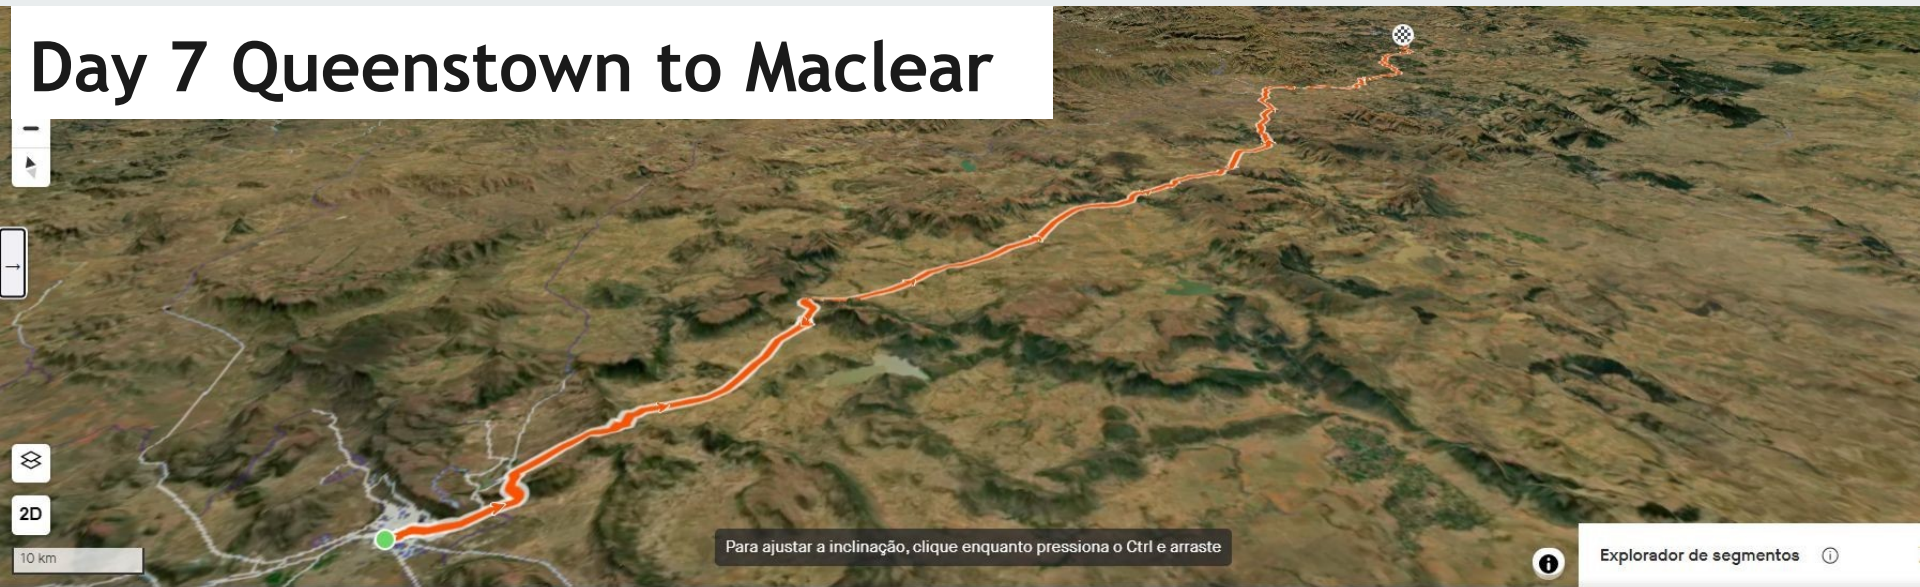 Day 7 Queenstown to Maclear
2D
10 km
Para ajustar a inclinação, clique enquanto pressiona o Ctrl e arraste
Explorador de segmentos